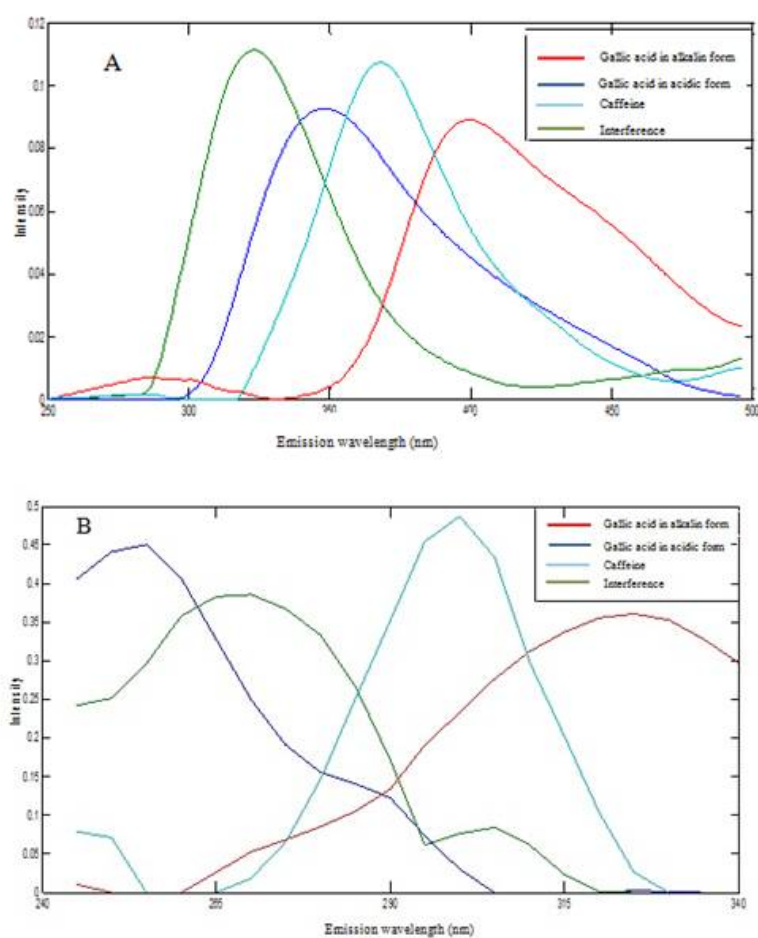 0.12
A
Gallic acid in alkalin form
Gallic acid in acidic form
Caffeine
Interference
0.1
0.08
0.06
0.04
0.02
0
Intensity
250
300
350
400
450
500
Emission wavelength (nm)
B
Gallic acid in alkalin form
Gallic acid in acidic form
Caffeine
Interference
0.5
0.45
0.4
0.35
0.3
0.25
0.2
0.15
0.1
0.05
0
Intensity
240
265
290
315
340
Emission wavelength (nm)